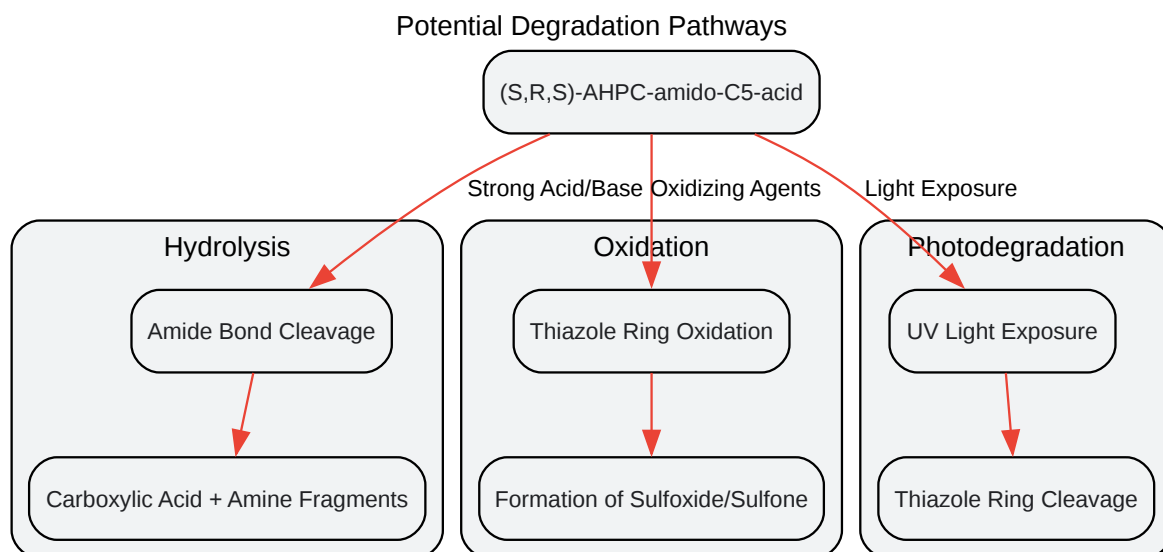 Potential Degradation Pathways
(S,R,S)-AHPC-amido-C5-acid
Strong Acid/Base
Oxidizing Agents
Light Exposure
Hydrolysis
Oxidation
Photodegradation
Amide Bond Cleavage
Thiazole Ring Oxidation
UV Light Exposure
Carboxylic Acid + Amine Fragments
Formation of Sulfoxide/Sulfone
Thiazole Ring Cleavage